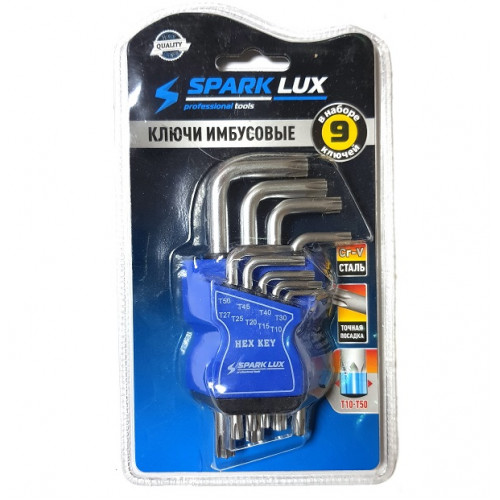 QUALITY
SPARK LUX
professional tools
КЛЮЧИ ИМБУСОВЫЕ
в наборе
9
ключей
Cr-V
СТАЛЬ
ТОЧНАЯ
ПОСАДКА
T10-T50
T50 T45 T40 T30
T27 T25 T20 T15 T10
HEX KEY
SPARK LUX